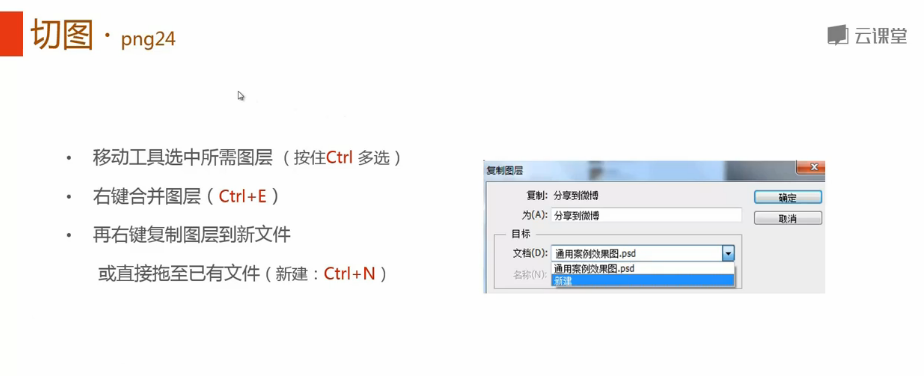 切图 · png24
云课堂
• 移动工具选中所需图层 （按住Ctrl 多选）
• 右键合并图层（ Ctrl+E ）
• 再右键复制图层到新文件
或直接拖至已有文件（ 新建：Ctrl+N ）
复制图层
复制: 分享到微博
确定
为(A): 分享到微博
取消
目标
文档(D): 通用案例效果图.psd
通用案例效果图.psd
名称(N):
新建